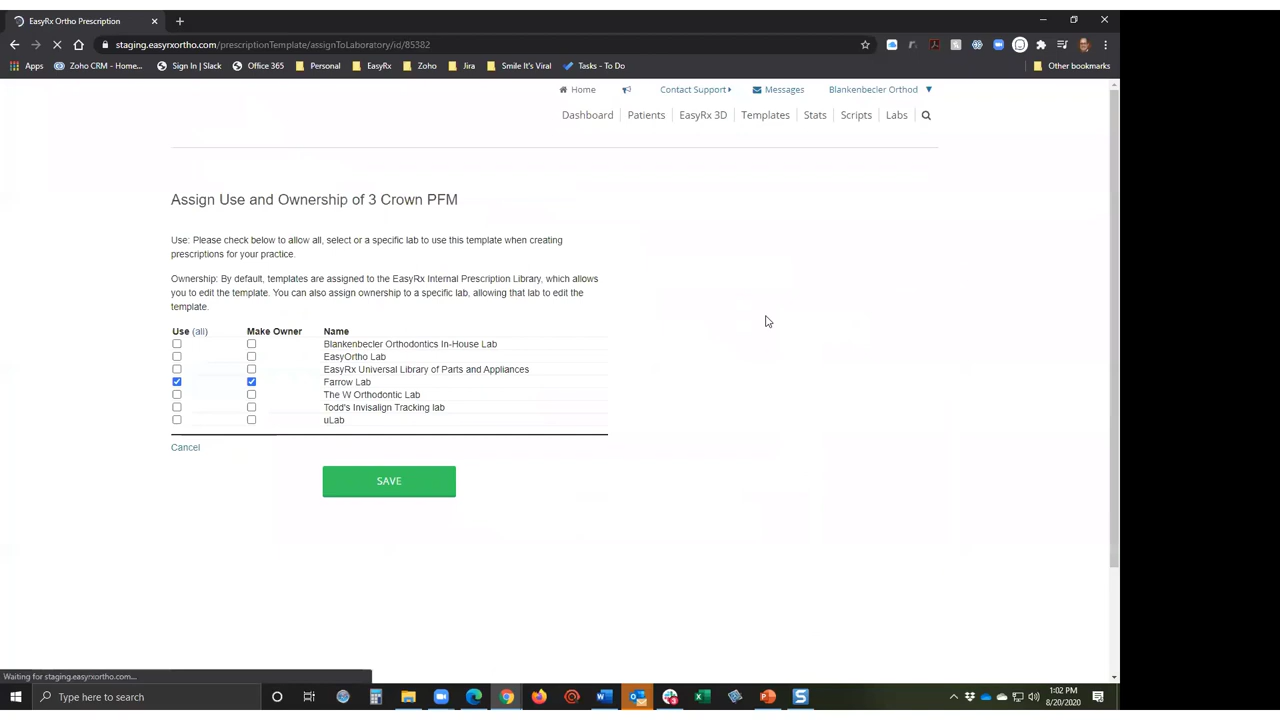 EasyRx Ortho Prescription
staging.easyrxortho.com/prescriptionTemplate/assignToLaboratory/id/85382
Apps Zoho CRM - Home... Sign In | Slack Office 365 Personal EasyRx Zoho Jira Smile It's Viral Tasks - To Do Other bookmarks
Home Contact Support Messages Blankenbecler Orthod
Dashboard Patients EasyRx 3D Templates Stats Scripts Labs
Assign Use and Ownership of 3 Crown PFM
Use: Please check below to allow all, select or a specific lab to use this template when creating
prescriptions for your practice.
Ownership: By default, templates are assigned to the EasyRx Internal Prescription Library, which allows
you to edit the template. You can also assign ownership to a specific lab, allowing that lab to edit the
template.
Use (all) Make Owner Name
Blankenbecler Orthodontics In-House Lab
EasyOrtho Lab
EasyRx Universal Library of Parts and Appliances
Farrow Lab
The W Orthodontic Lab
Todd's Invisalign Tracking lab
uLab
Cancel
SAVE
Waiting for staging.easyrxortho.com...
Type here to search
1:02 PM
8/20/2020